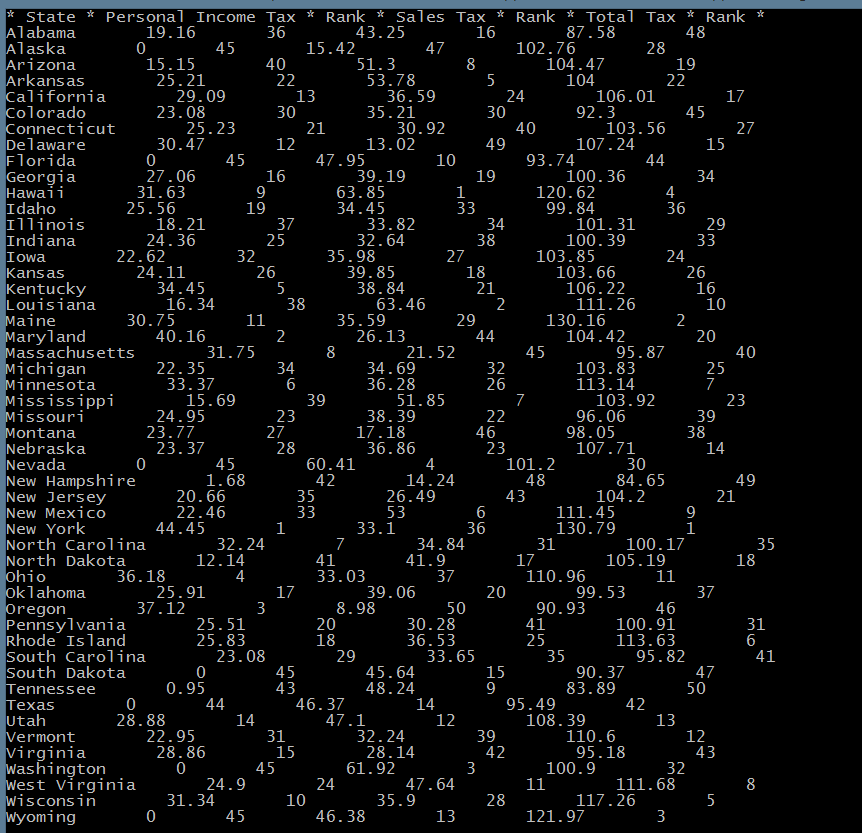 * State * Personal Income Tax * Rank * Sales Tax * Rank * Total Tax * Rank *
Alabama 19.16 36 43.25 16 87.58 48
Alaska 0 45 15.42 47 102.76 28
Arizona 15.15 40 51.3 8 104.47 19
Arkansas 25.21 22 53.78 5 104 22
California 29.09 13 36.59 24 106.01 17
Colorado 23.08 30 35.21 30 92.3 45
Connecticut 25.23 21 30.92 40 103.56 27
Delaware 30.47 12 13.02 49 107.24 15
Florida 0 45 47.95 10 93.74 44
Georgia 27.06 16 39.19 19 100.36 34
Hawaii 31.63 9 63.85 1 120.62 4
Idaho 25.56 19 34.45 33 99.84 36
Illinois 18.21 37 33.82 34 101.31 29
Indiana 24.36 25 32.64 38 100.39 33
Iowa 22.62 32 35.98 27 103.85 24
Kansas 24.11 26 39.85 18 103.66 26
Kentucky 34.45 5 38.84 21 106.22 16
Louisiana 16.34 38 63.46 2 111.26 10
Maine 30.75 11 35.59 29 130.16 2
Maryland 40.16 2 26.13 44 104.42 20
Massachusetts 31.75 8 21.52 45 95.87 40
Michigan 22.35 34 34.69 32 103.83 25
Minnesota 33.37 6 36.28 26 113.14 7
Mississippi 15.69 39 51.85 7 103.92 23
Missouri 24.95 23 38.39 22 96.06 39
Montana 23.77 27 17.18 46 98.05 38
Nebraska 23.37 28 36.86 23 107.71 14
Nevada 0 45 60.41 4 101.2 30
New Hampshire 1.68 42 14.24 48 84.65 49
New Jersey 20.66 35 26.49 43 104.2 21
New Mexico 22.46 33 53 6 111.45 9
New York 44.45 1 33.1 36 130.79 1
North Carolina 32.24 7 34.84 31 100.17 35
North Dakota 12.14 41 41.9 17 105.19 18
Ohio 36.18 4 33.03 37 110.96 11
Oklahoma 25.91 17 39.06 20 99.53 37
Oregon 37.12 3 8.98 50 90.93 46
Pennsylvania 25.51 20 30.28 41 100.91 31
Rhode Island 25.83 18 36.53 25 113.63 6
South Carolina 23.08 29 33.65 35 95.82 41
South Dakota 0 45 45.64 15 90.37 47
Tennessee 0.95 43 48.24 9 83.89 50
Texas 0 44 46.37 14 95.49 42
Utah 28.88 14 47.1 12 108.39 13
Vermont 22.95 31 32.24 39 110.6 12
Virginia 28.86 15 28.14 42 95.18 43
Washington 0 45 61.92 3 100.9 32
West Virginia 24.9 24 47.64 11 111.68 8
Wisconsin 31.34 10 35.9 28 117.26 5
Wyoming 0 45 46.38 13 121.97 3